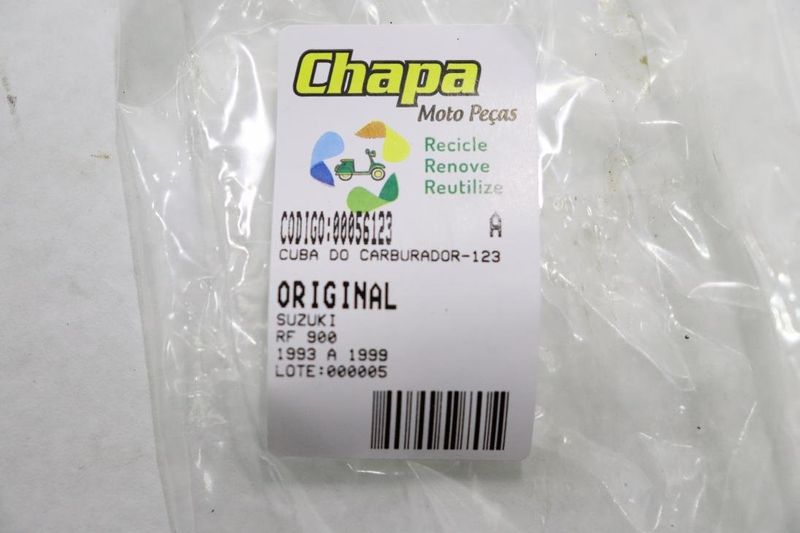 Chapa
Moto Peças
Recicle
Renove
Reutilize
CODIGO:00056123 A
CUBA DO CARBURADOR-123
ORIGINAL
SUZUKI
RF 900
1993 A 1999
LOTE:000005